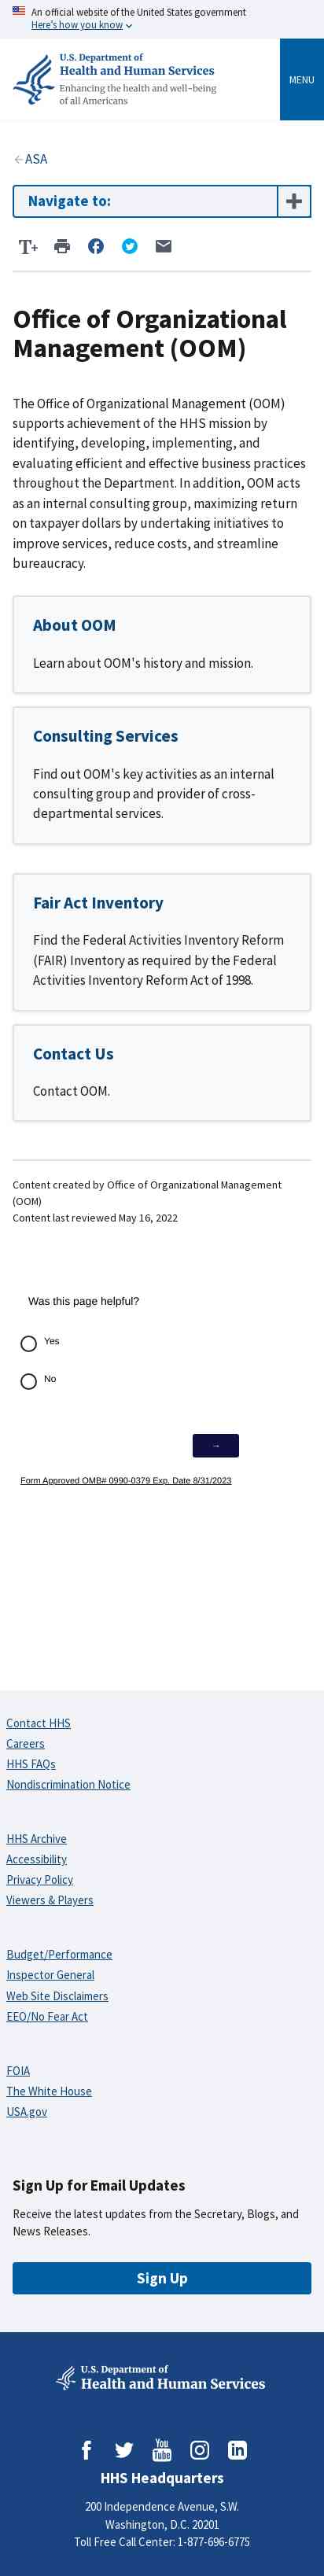 An official website of the United States government
Here's how you know
U.S. Department of
Health and Human Services
Enhancing the health and well-being
of all Americans
MENU
ASA
Navigate to:
T+
Office of Organizational
Management (OOM)
The Office of Organizational Management (OOM)
supports achievement of the HHS mission by
identifying, developing, implementing, and
evaluating efficient and effective business practices
throughout the Department. In addition, OOM acts
as an internal consulting group, maximizing return
on taxpayer dollars by undertaking initiatives to
improve services, reduce costs, and streamline
bureaucracy.
About OOM
Learn about OOM's history and mission.
Consulting Services
Find out OOM's key activities as an internal
consulting group and provider of cross-
departmental services.
Fair Act Inventory
Find the Federal Activities Inventory Reform
(FAIR) Inventory as required by the Federal
Activities Inventory Reform Act of 1998.
Contact Us
Contact OOM.
Content created by Office of Organizational Management
(OOM)
Content last reviewed May 16, 2022
Was this page helpful?
Yes
No
→
Form Approved OMB# 0990-0379 Exp. Date 8/31/2023
Contact HHS
Careers
HHS FAQs
Nondiscrimination Notice
HHS Archive
Accessibility
Privacy Policy
Viewers & Players
Budget/Performance
Inspector General
Web Site Disclaimers
EEO/No Fear Act
FOIA
The White House
USA.gov
Sign Up for Email Updates
Receive the latest updates from the Secretary, Blogs, and
News Releases.
Sign Up
U.S. Department of
Health and Human Services
You Tube
HHS Headquarters
200 Independence Avenue, S.W.
Washington, D.C. 20201
Toll Free Call Center: 1-877-696-6775